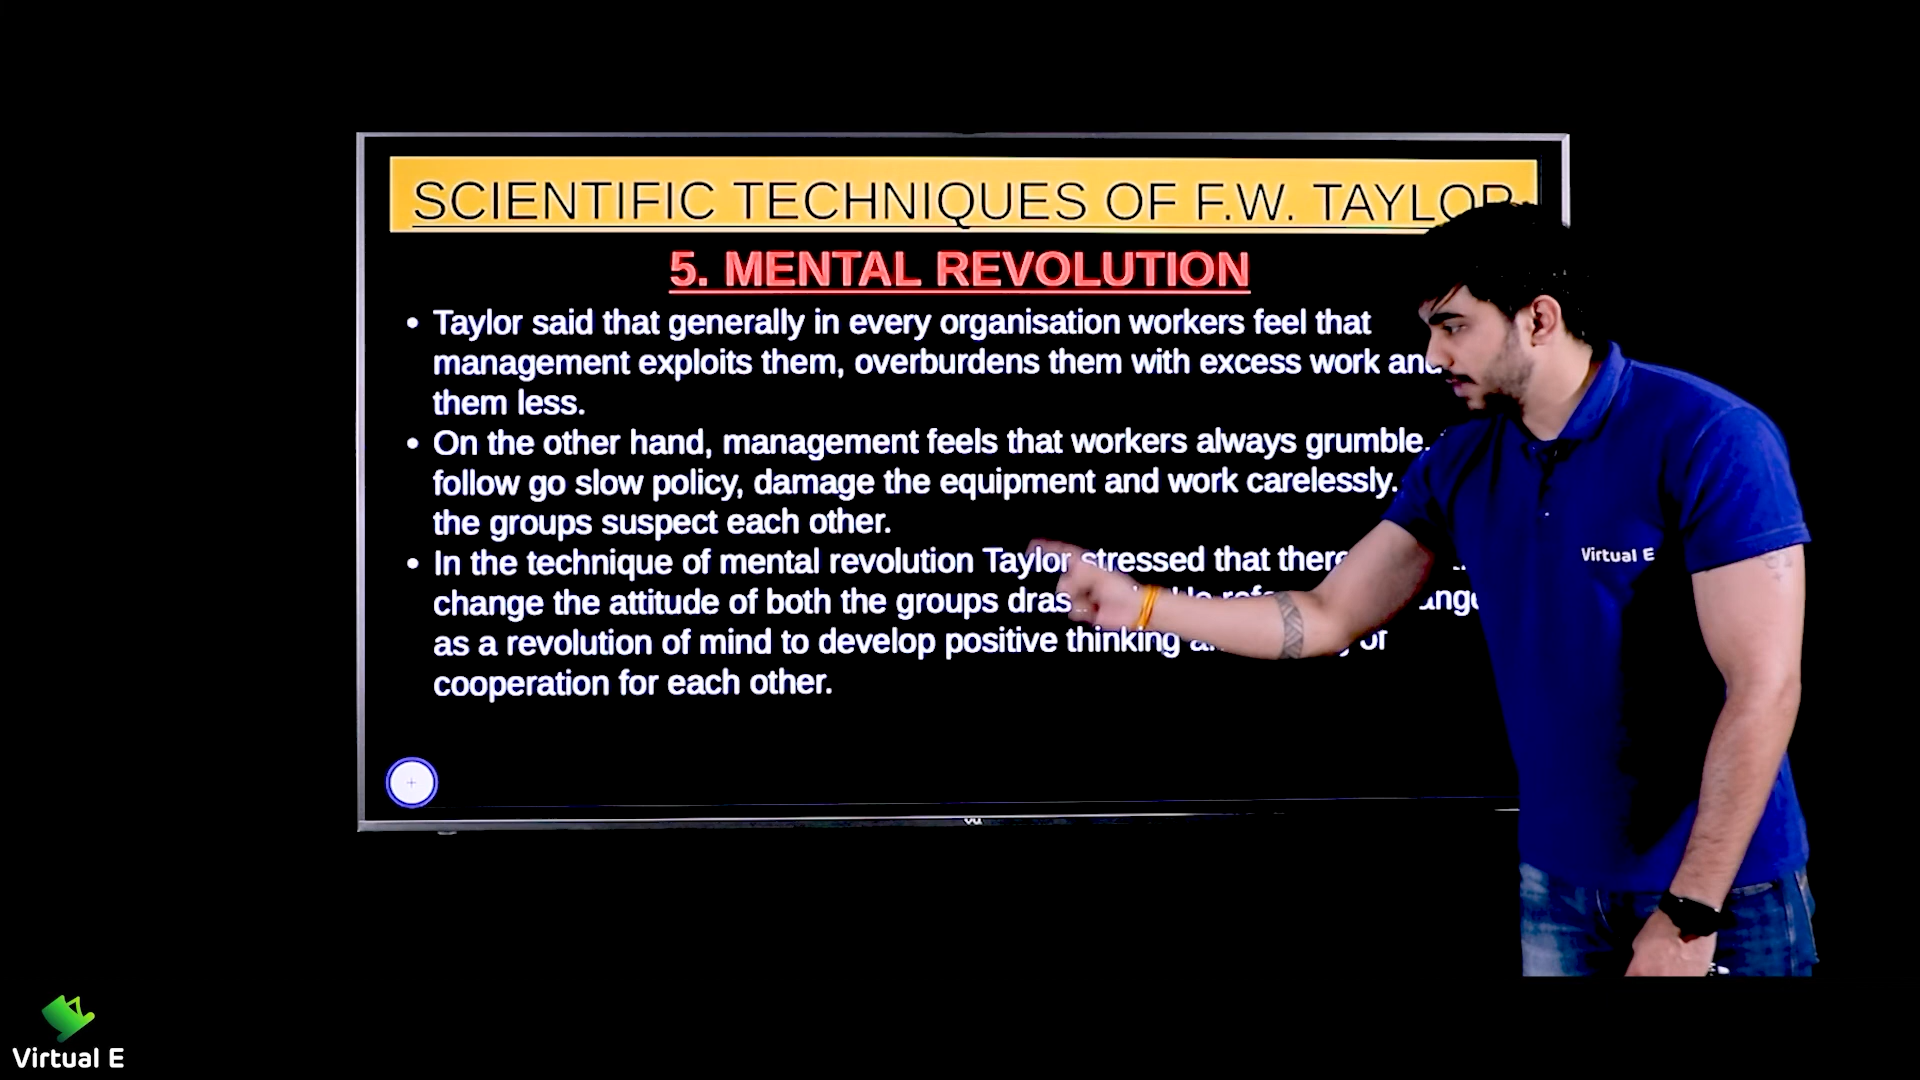 SCIENTIFIC TECHNIQUES OF F.W. TAYLOR
5. MENTAL REVOLUTION
• Taylor said that generally in every organisation workers feel that
management exploits them, overburdens them with excess work and
them less.
• On the other hand, management feels that workers always grumble.
follow go slow policy, damage the equipment and work carelessly.
the groups suspect each other.
• In the technique of mental revolution Taylor stressed that there
change the attitude of both the groups
as a revolution of mind to develop positive thinking of
cooperation for each other.
Virtual E
Virtual E